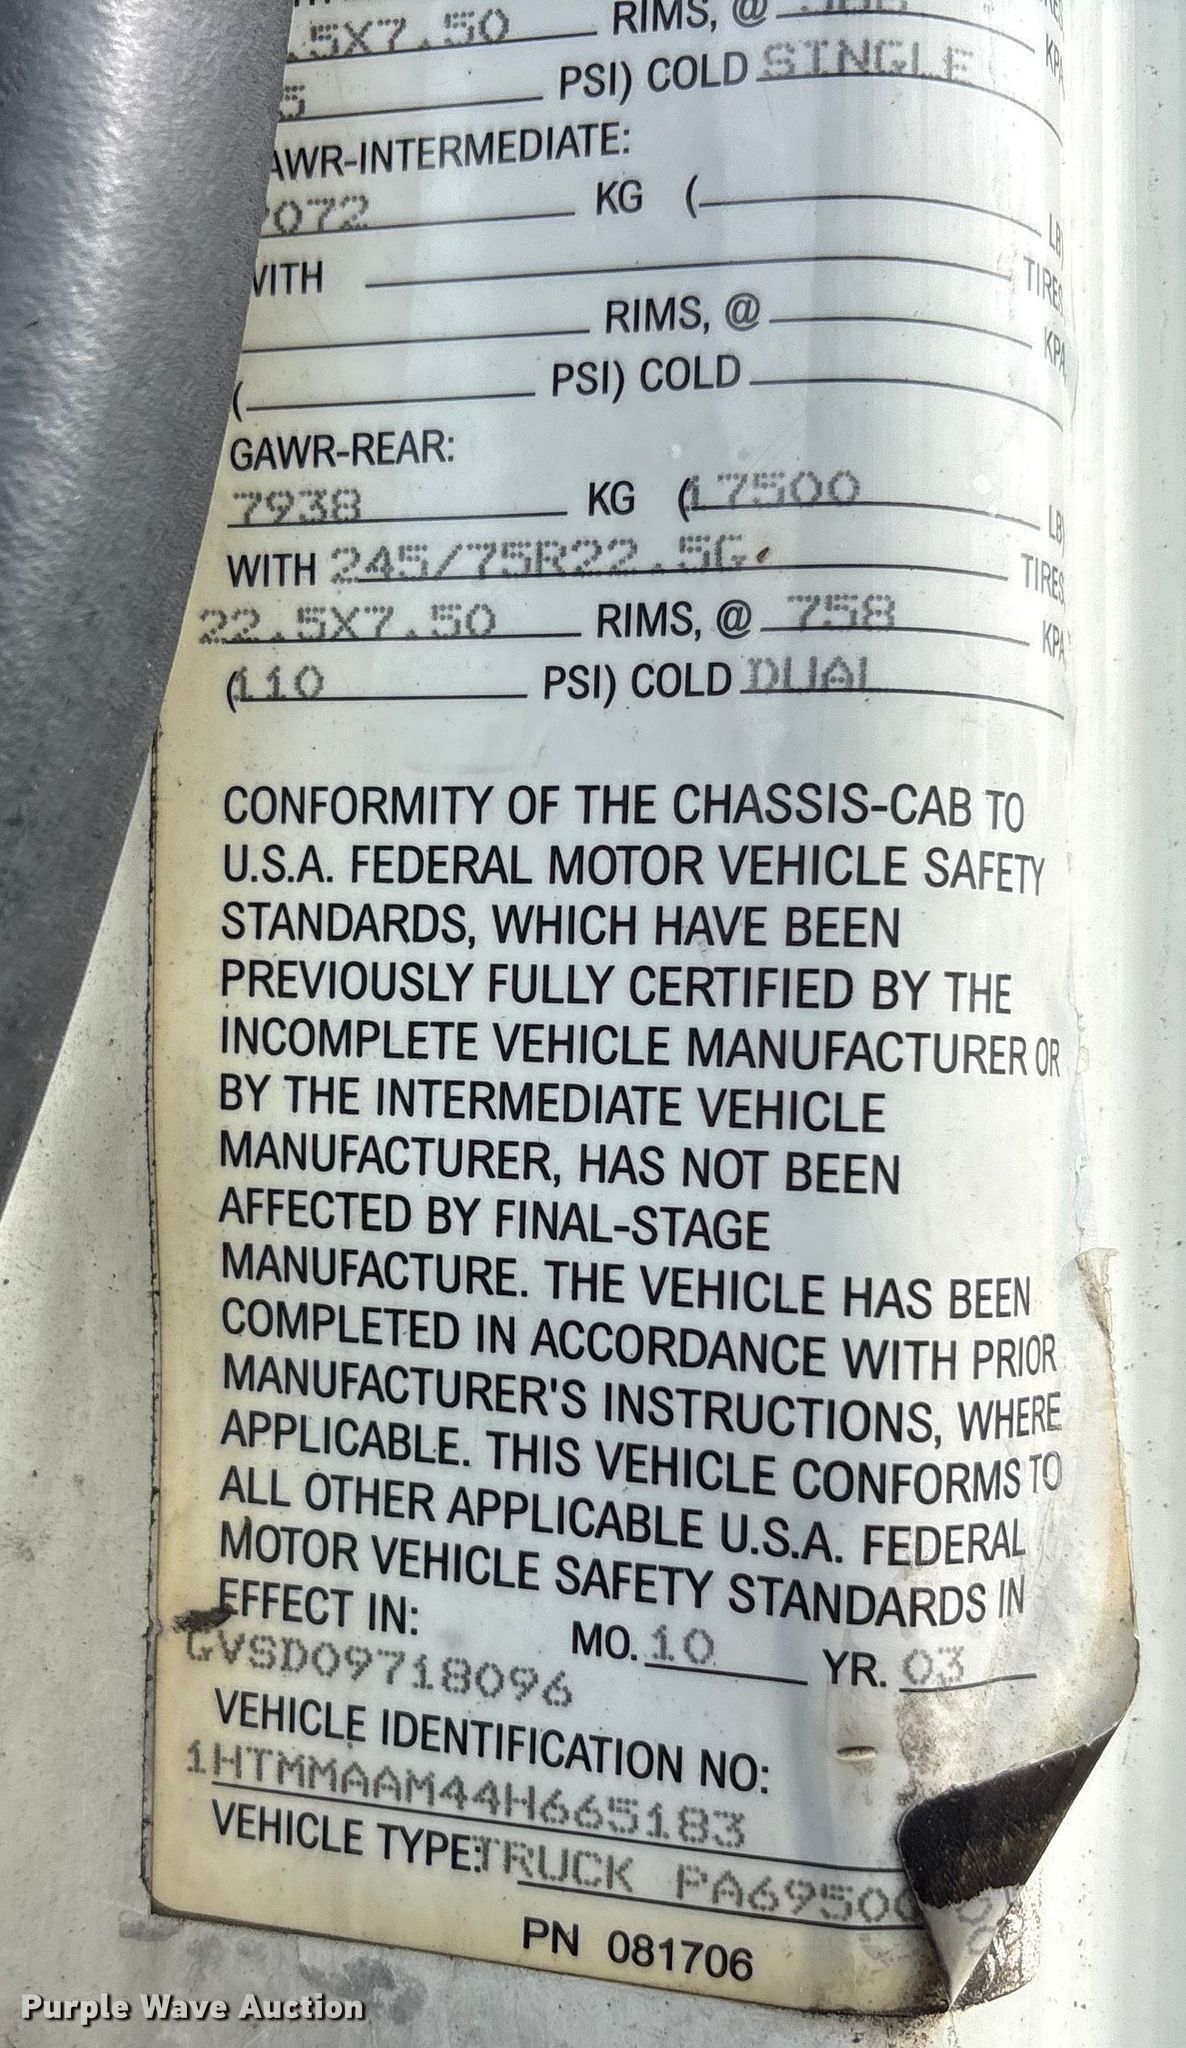 .5X7.50 RIMS, @
5 PSI) COLD SINGLE
AWR-INTERMEDIATE: KPA
072 KG ( LB)
WITH TIRES
RIMS, @ KPA
( PSI) COLD
GAWR-REAR:
7938 KG (17500 LB)
WITH 245/75R22.5G. TIRES
22.5X7.50 RIMS, @ 758 KPA
(110 PSI) COLD DUAL
CONFORMITY OF THE CHASSIS-CAB TO
U.S.A. FEDERAL MOTOR VEHICLE SAFETY
STANDARDS, WHICH HAVE BEEN
PREVIOUSLY FULLY CERTIFIED BY THE
INCOMPLETE VEHICLE MANUFACTURER OR
BY THE INTERMEDIATE VEHICLE
MANUFACTURER, HAS NOT BEEN
AFFECTED BY FINAL-STAGE
MANUFACTURE. THE VEHICLE HAS BEEN
COMPLETED IN ACCORDANCE WITH PRIOR
MANUFACTURER'S INSTRUCTIONS, WHERE
APPLICABLE. THIS VEHICLE CONFORMS TO
ALL OTHER APPLICABLE U.S.A. FEDERAL
MOTOR VEHICLE SAFETY STANDARDS IN
EFFECT IN: MO. 10 YR. 03
GVSD09718096
VEHICLE IDENTIFICATION NO:
1HTMMAAM44H665183
VEHICLE TYPE: TRUCK PA69500
PN 081706
Purple Wave Auction